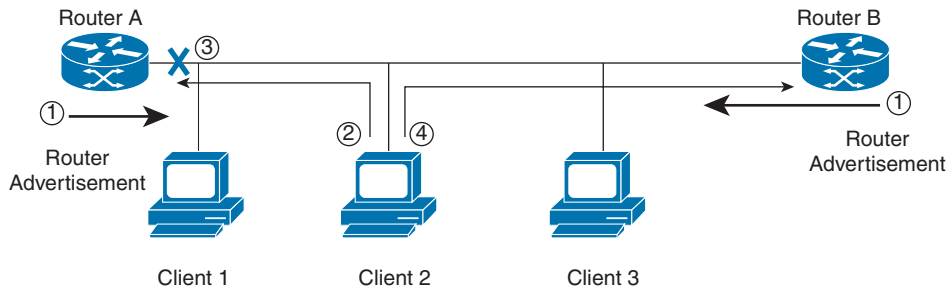 Router A
Router B
③
①
①
②
④
Router
Advertisement
Router
Advertisement
Client 1
Client 2
Client 3